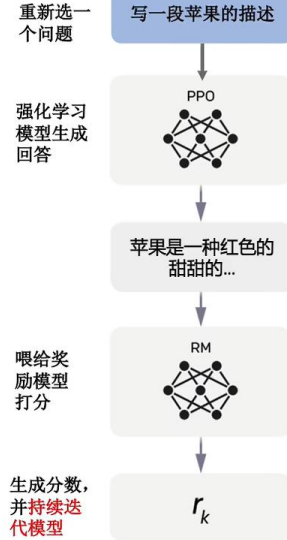 重新选一
个问题
写一段苹果的描述
PPO
强化学习
模型生成
回答
苹果是一种红色的
甜甜的...
RM
喂给奖
励模型
打分
生成分数，
并持续迭
代模型
rₖ